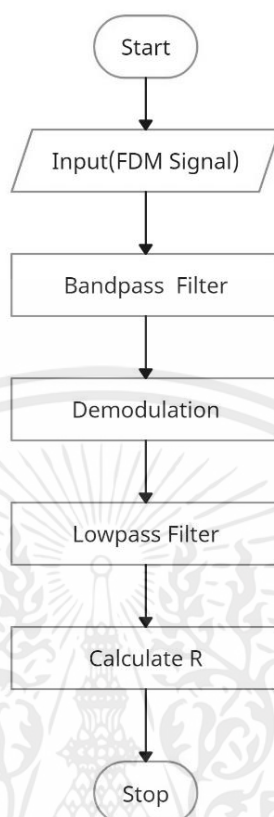 Start
Input(FDM Signal)
Bandpass Filter
Demodulation
Lowpass Filter
Calculate R
Stop